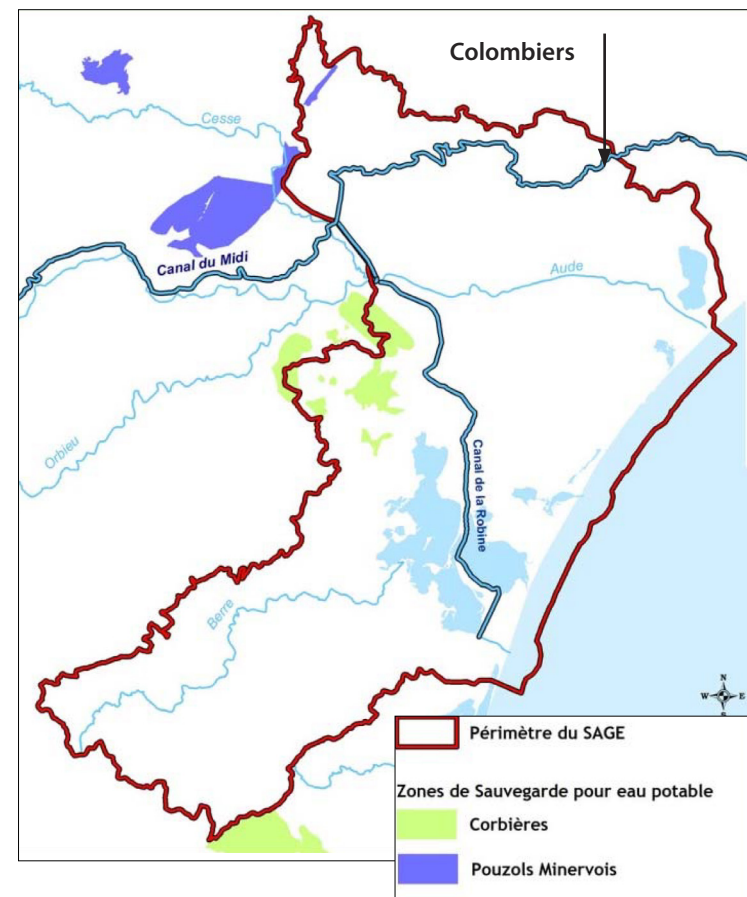 Colombiers
Cesse
Canal du Midi
Aude
Orbieu
Canal de la Robine
Berre
N
W E
S
Périmètre du SAGE
Zones de Sauvegarde pour eau potable
Corbières
Pouzols Minervois